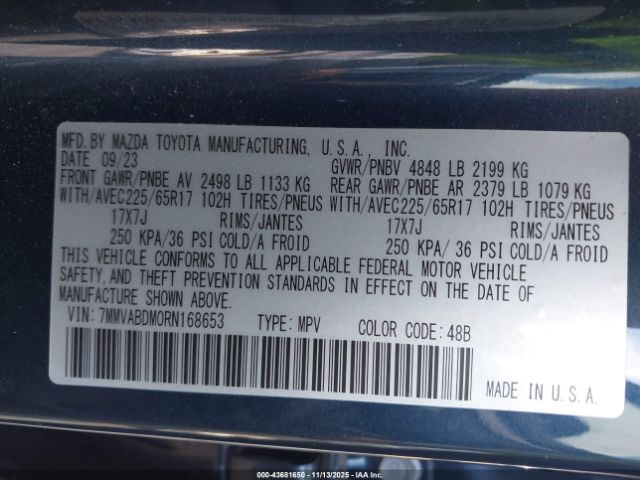 MFD. BY MAZDA TOYOTA MANUFACTURING, U.S.A., INC.
DATE 09/23 GVWR/PNBV 4848 LB 2199 KG
FRONT GAWR/PNBE AV 2498 LB 1133 KG REAR GAWR/PNBE AR 2379 LB 1079 KG
WITH/AVEC225/65R17 102H TIRES/PNEUS WITH/AVEC225/65R17 102H TIRES/PNEUS
17X7J RIMS/JANTES 17X7J RIMS/JANTES
250 KPA/36 PSI COLD/A FROID 250 KPA/ 36 PSI COLD/A FROID
THIS VEHICLE CONFORMS TO ALL APPLICABLE FEDERAL MOTOR VEHICLE
SAFETY, AND THEFT PREVENTION STANDARDS IN EFFECT ON THE DATE OF
MANUFACTURE SHOWN ABOVE.
VIN: 7MMVABDM0RN168653 TYPE: MPV COLOR CODE: 48B
MADE IN U.S.A.
000-43681650 - 11/13/2025 - IAA Inc.